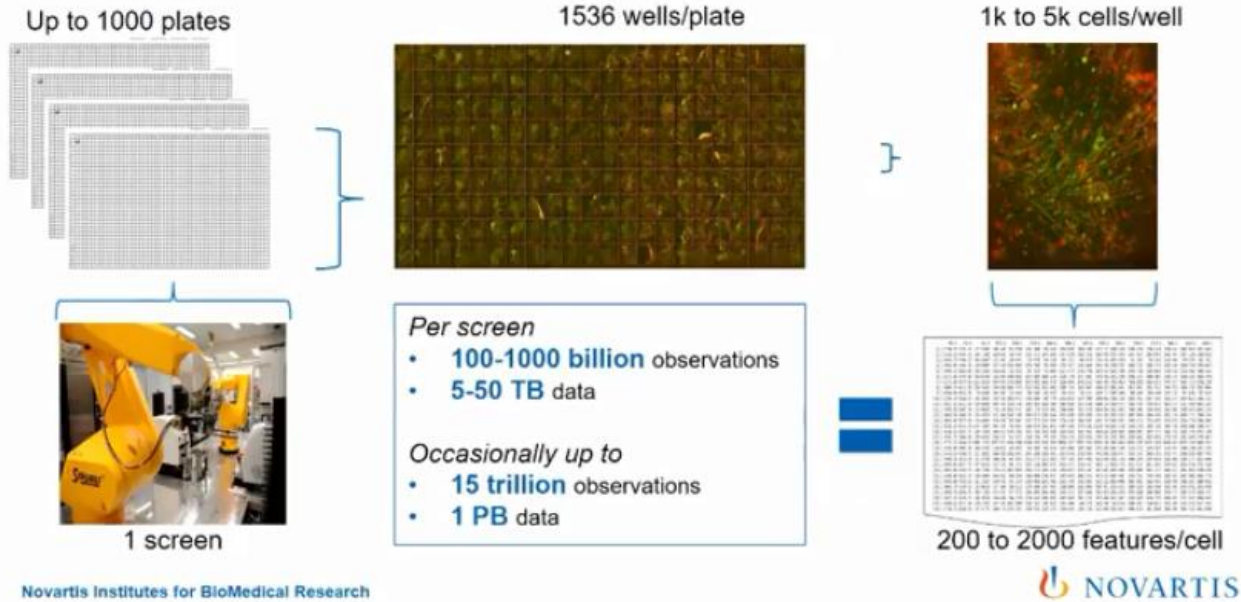 Up to 1000 plates
1536 wells/plate
1k to 5k cells/well
1 screen
Per screen
• 100-1000 billion observations
• 5-50 TB data
Occasionally up to
• 15 trillion observations
• 1 PB data
200 to 2000 features/cell
Novartis Institutes for BioMedical Research
NOVARTIS